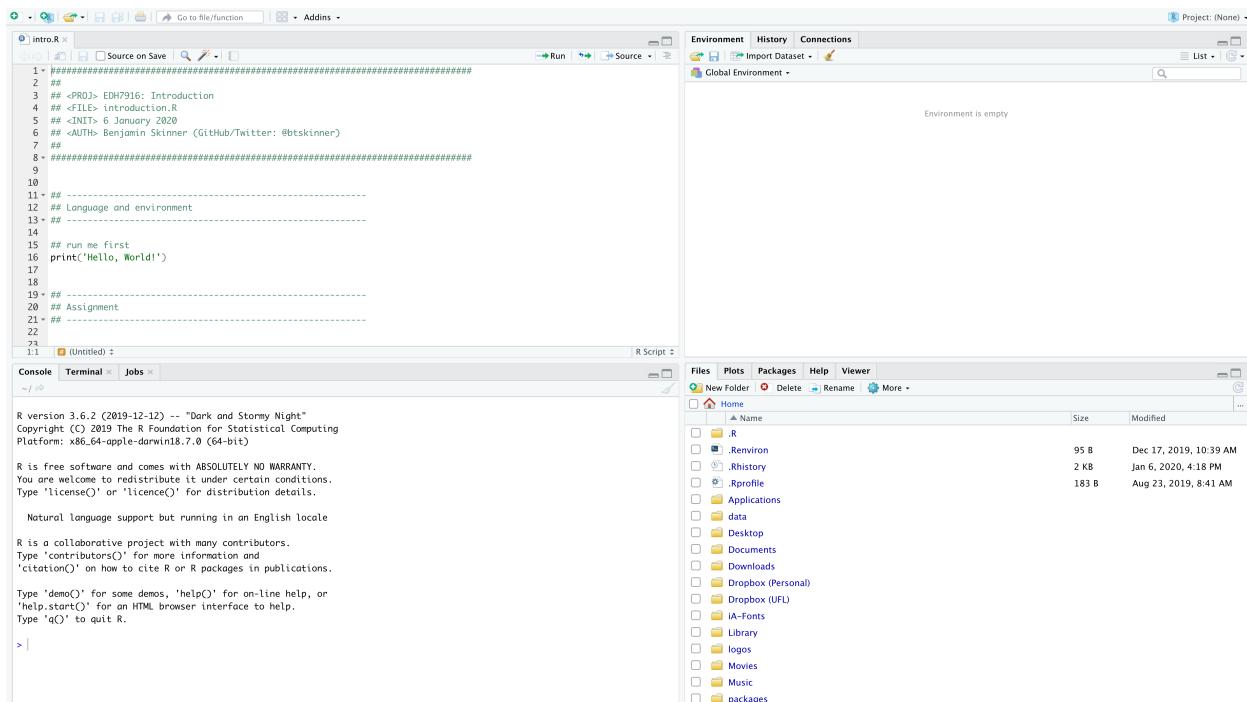 Go to file/function Addins Project: (None)
intro.R
Source on Save Run Source
1 ################################################################################
2 ##
3 ## <PROJ> EDH7916: Introduction
4 ## <FILE> introduction.R
5 ## <INIT> 6 January 2020
6 ## <AUTH> Benjamin Skinner (GitHub/Twitter: @btskinner)
7 ##
8 ################################################################################
9
10
11 ## ---------------------------------------------------------
12 ## Language and environment
13 ## ---------------------------------------------------------
14
15 ## run me first
16 print('Hello, World!')
17
18
19 ## ---------------------------------------------------------
20 ## Assignment
21 ## ---------------------------------------------------------
22
23
1:1 # (Untitled) R Script
Console Terminal Jobs
~/
R version 3.6.2 (2019-12-12) -- "Dark and Stormy Night"
Copyright (C) 2019 The R Foundation for Statistical Computing
Platform: x86_64-apple-darwin18.7.0 (64-bit)
R is free software and comes with ABSOLUTELY NO WARRANTY.
You are welcome to redistribute it under certain conditions.
Type 'license()' or 'licence()' for distribution details.
Natural language support but running in an English locale
R is a collaborative project with many contributors.
Type 'contributors()' for more information and
'citation()' on how to cite R or R packages in publications.
Type 'demo()' for some demos, 'help()' for on-line help, or
'help.start()' for an HTML browser interface to help.
Type 'q()' to quit R.
>
Environment History Connections
Import Dataset List
Global Environment
Environment is empty
Files Plots Packages Help Viewer
New Folder Delete Rename More
Home ...
Name Size Modified
.R
.Renviron 95 B Dec 17, 2019, 10:39 AM
.Rhistory 2 KB Jan 6, 2020, 4:18 PM
.Rprofile 183 B Aug 23, 2019, 8:41 AM
Applications
data
Desktop
Documents
Downloads
Dropbox (Personal)
Dropbox (UFL)
iA-Fonts
Library
logos
Movies
Music
packages